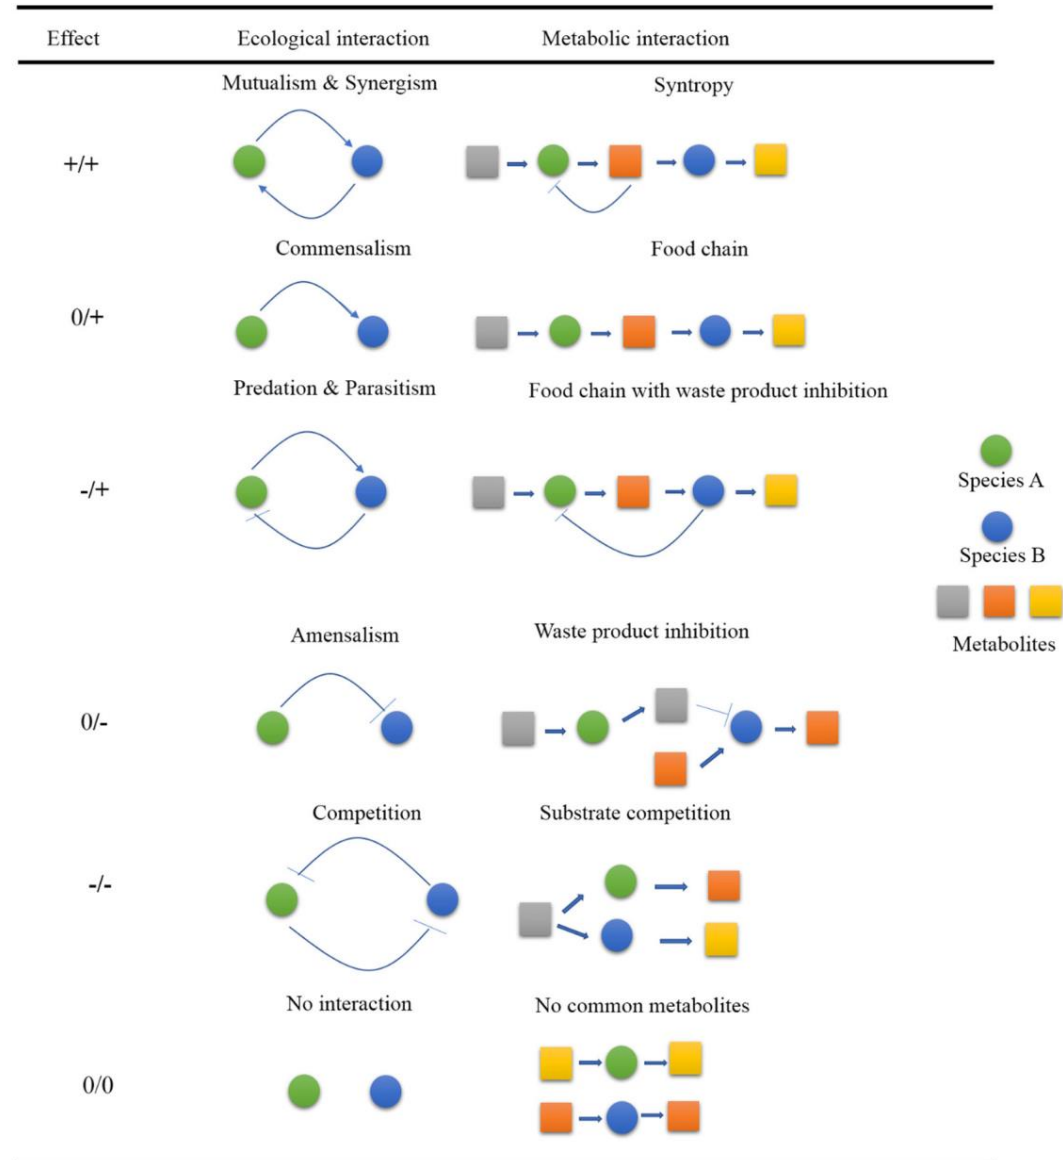 Effect Ecological interaction Metabolic interaction
Mutualism & Synergism Syntropy
+/+
Commensalism Food chain
0/+
Predation & Parasitism Food chain with waste product inhibition
-/+
Species A
Species B
Metabolites
Amensalism Waste product inhibition
0/-
Competition Substrate competition
-/-
No interaction No common metabolites
0/0